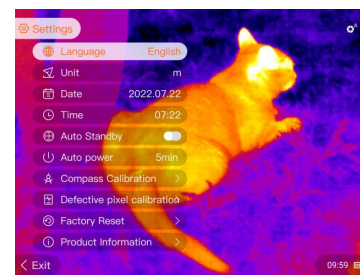 Settings
Language English
Unit m
Date 2022.07.22
Time 07:22
Auto Standby
Auto power 5min
Compass Calibration
Defective pixel calibration
Factory Reset
Product Information
Exit 09:59